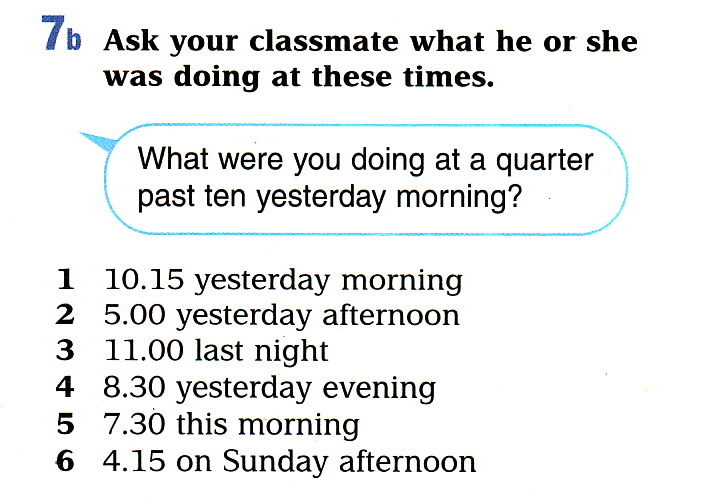 7b Ask your classmate what he or she
was doing at these times.
What were you doing at a quarter
past ten yesterday morning?
1 10.15 yesterday morning
2 5.00 yesterday afternoon
3 11.00 last night
4 8.30 yesterday evening
5 7.30 this morning
6 4.15 on Sunday afternoon